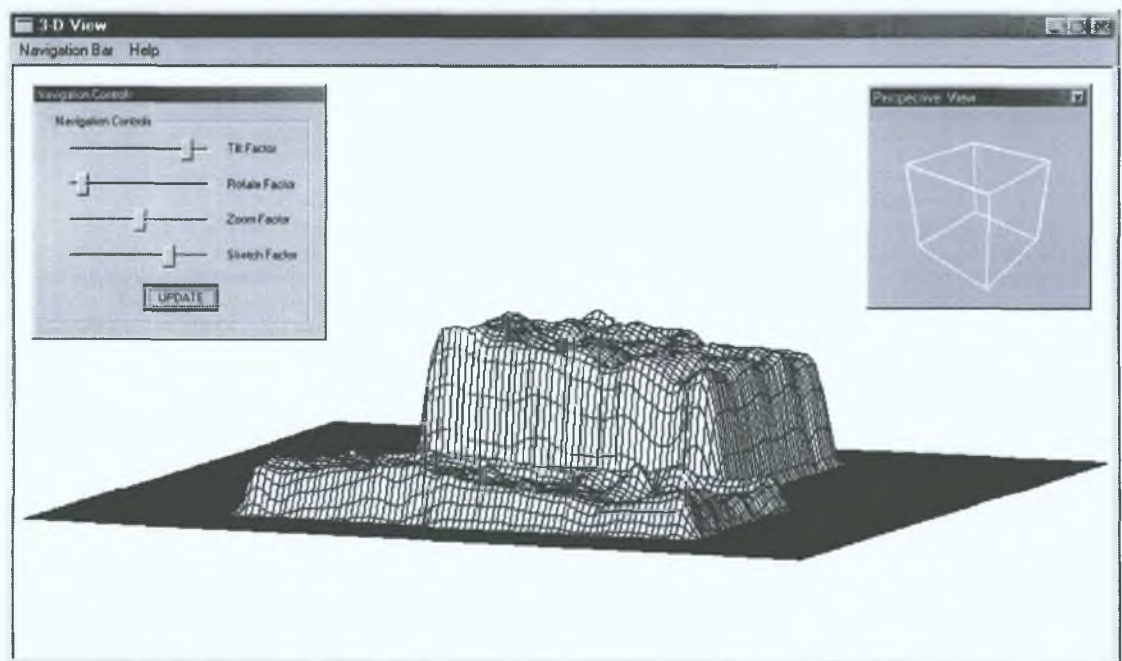 3-D View
Navigation Bar Help
Navigation Controls
Navigation Controls
Tilt Factor
Rotate Factor
Zoom Factor
Stretch Factor
UPDATE
Perspective View